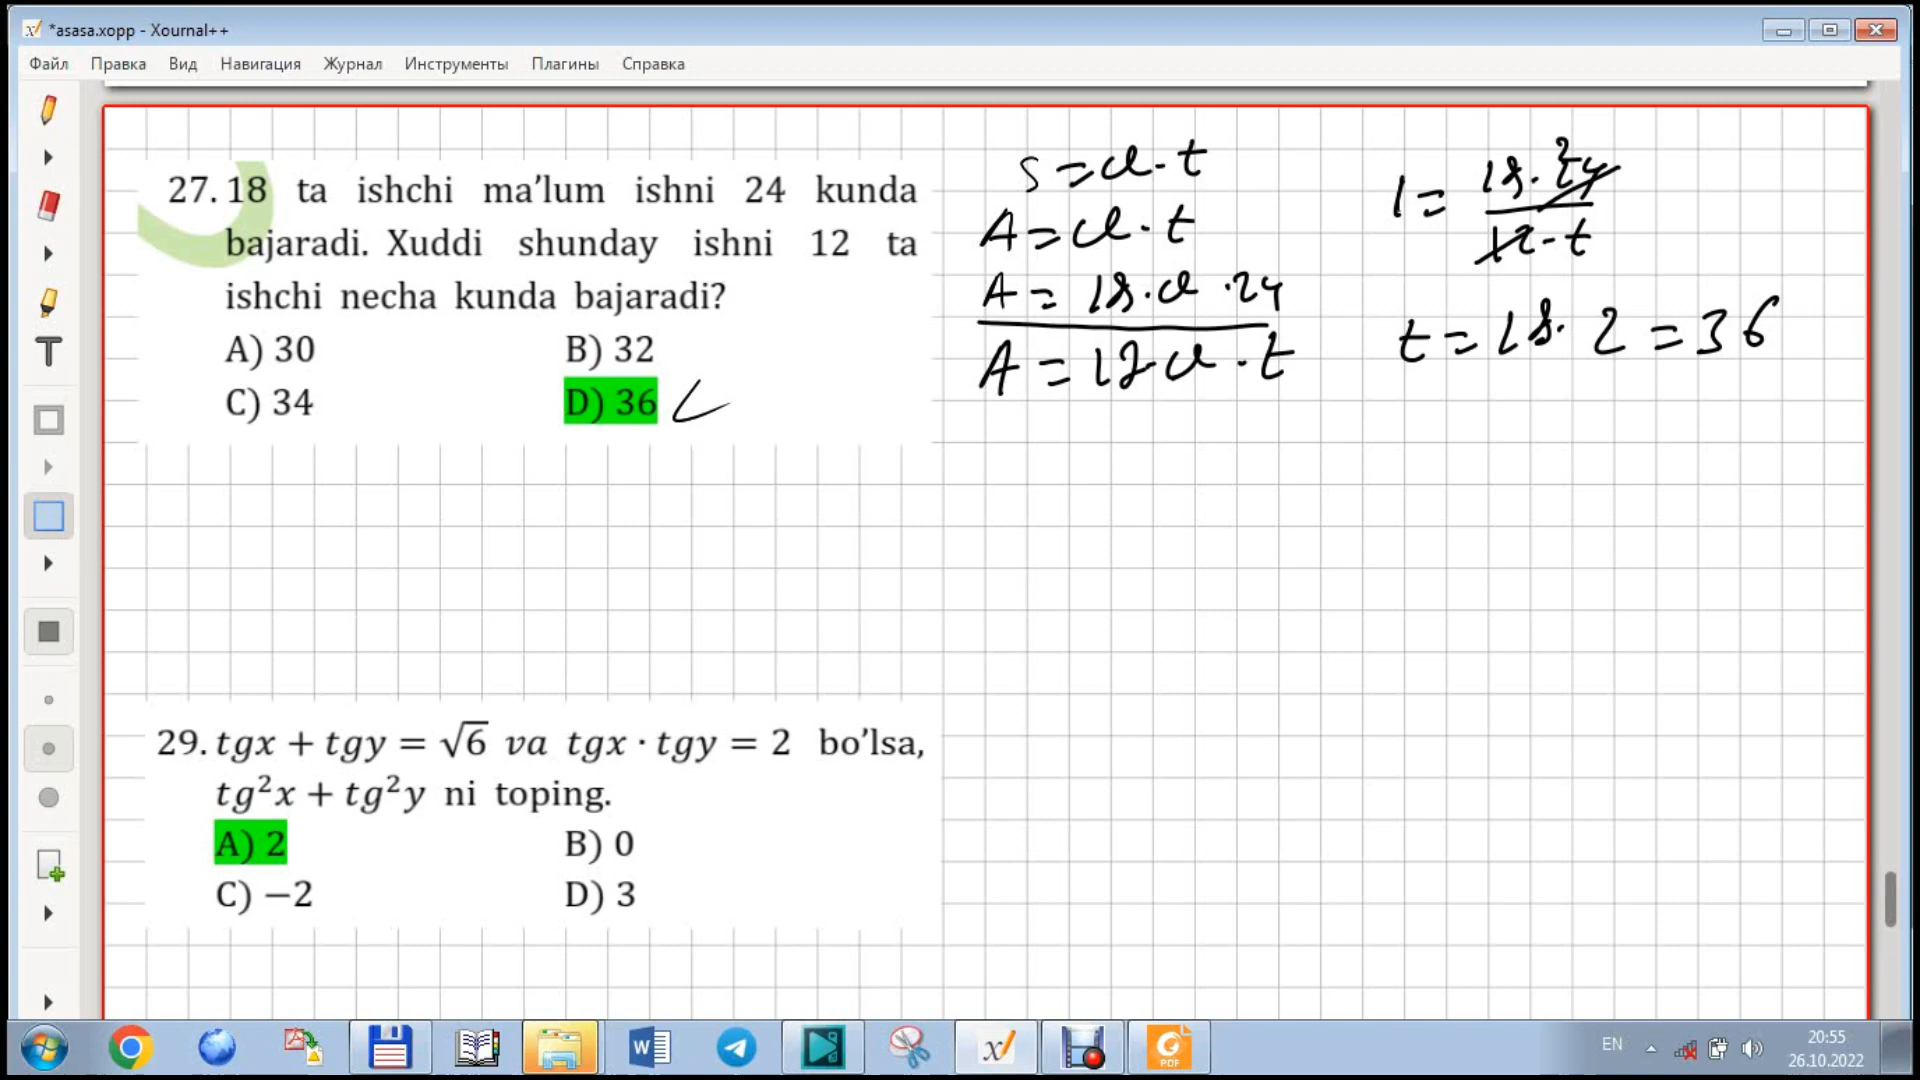 *asasa.xopp - Xournal++
Файл Правка Вид Навигация Журнал Инструменты Плагины Справка
27. 18 ta ishchi ma’lum ishni 24 kunda
bajaradi. Xuddi shunday ishni 12 ta
ishchi necha kunda bajaradi?
A) 30 B) 32
C) 34 D) 36
S = v · t
A = v · t
A = 18 · v · 24
A = 12 v · t
1 = 18 · 24 / 12 · t
2
t = 18 · 2 = 36
29. tgx + tgy = √6 va tgx · tgy = 2 bo’lsa,
tg²x + tg²y ni toping.
A) 2 B) 0
C) −2 D) 3
EN
20:55
26.10.2022
PDF